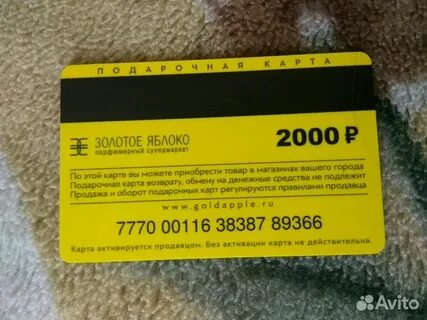 ПОДАРОЧНАЯ КАРТА
ЗОЛОТОЕ ЯБЛОКО
парфюмерный супермаркет
2000 ₽
По этой карте вы можете приобрести товар в магазинах вашего города
Подарочная карта возврату, обмену на денежные средства не подлежит
Продажа и оборот подарочных карт регулируются правилами продавца
www.goldapple.ru
7770 00116 38387 89366
Карта активируется продавцом. Без активации карта не действительна.
Avito